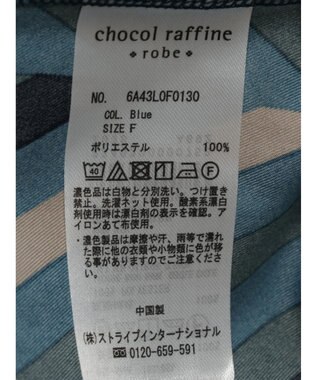 chocol raffine
robe
NO. 6A43L0F0130
COL. Blue
SIZE F
ポリエステル 100%
40 F
濃色品は白物と分別洗い。つけ置き
禁止。洗濯ネット使用。酸素系漂白
剤使用時は漂白剤の表示を確認。ア
イロンあて布使用。
・濃色製品は摩擦や汗、雨等で濡れ
た際に他の衣類や小物類に色が移
る事がありますのでご注意ください。
中国製
(株)ストライプインターナショナル
0120-659-591